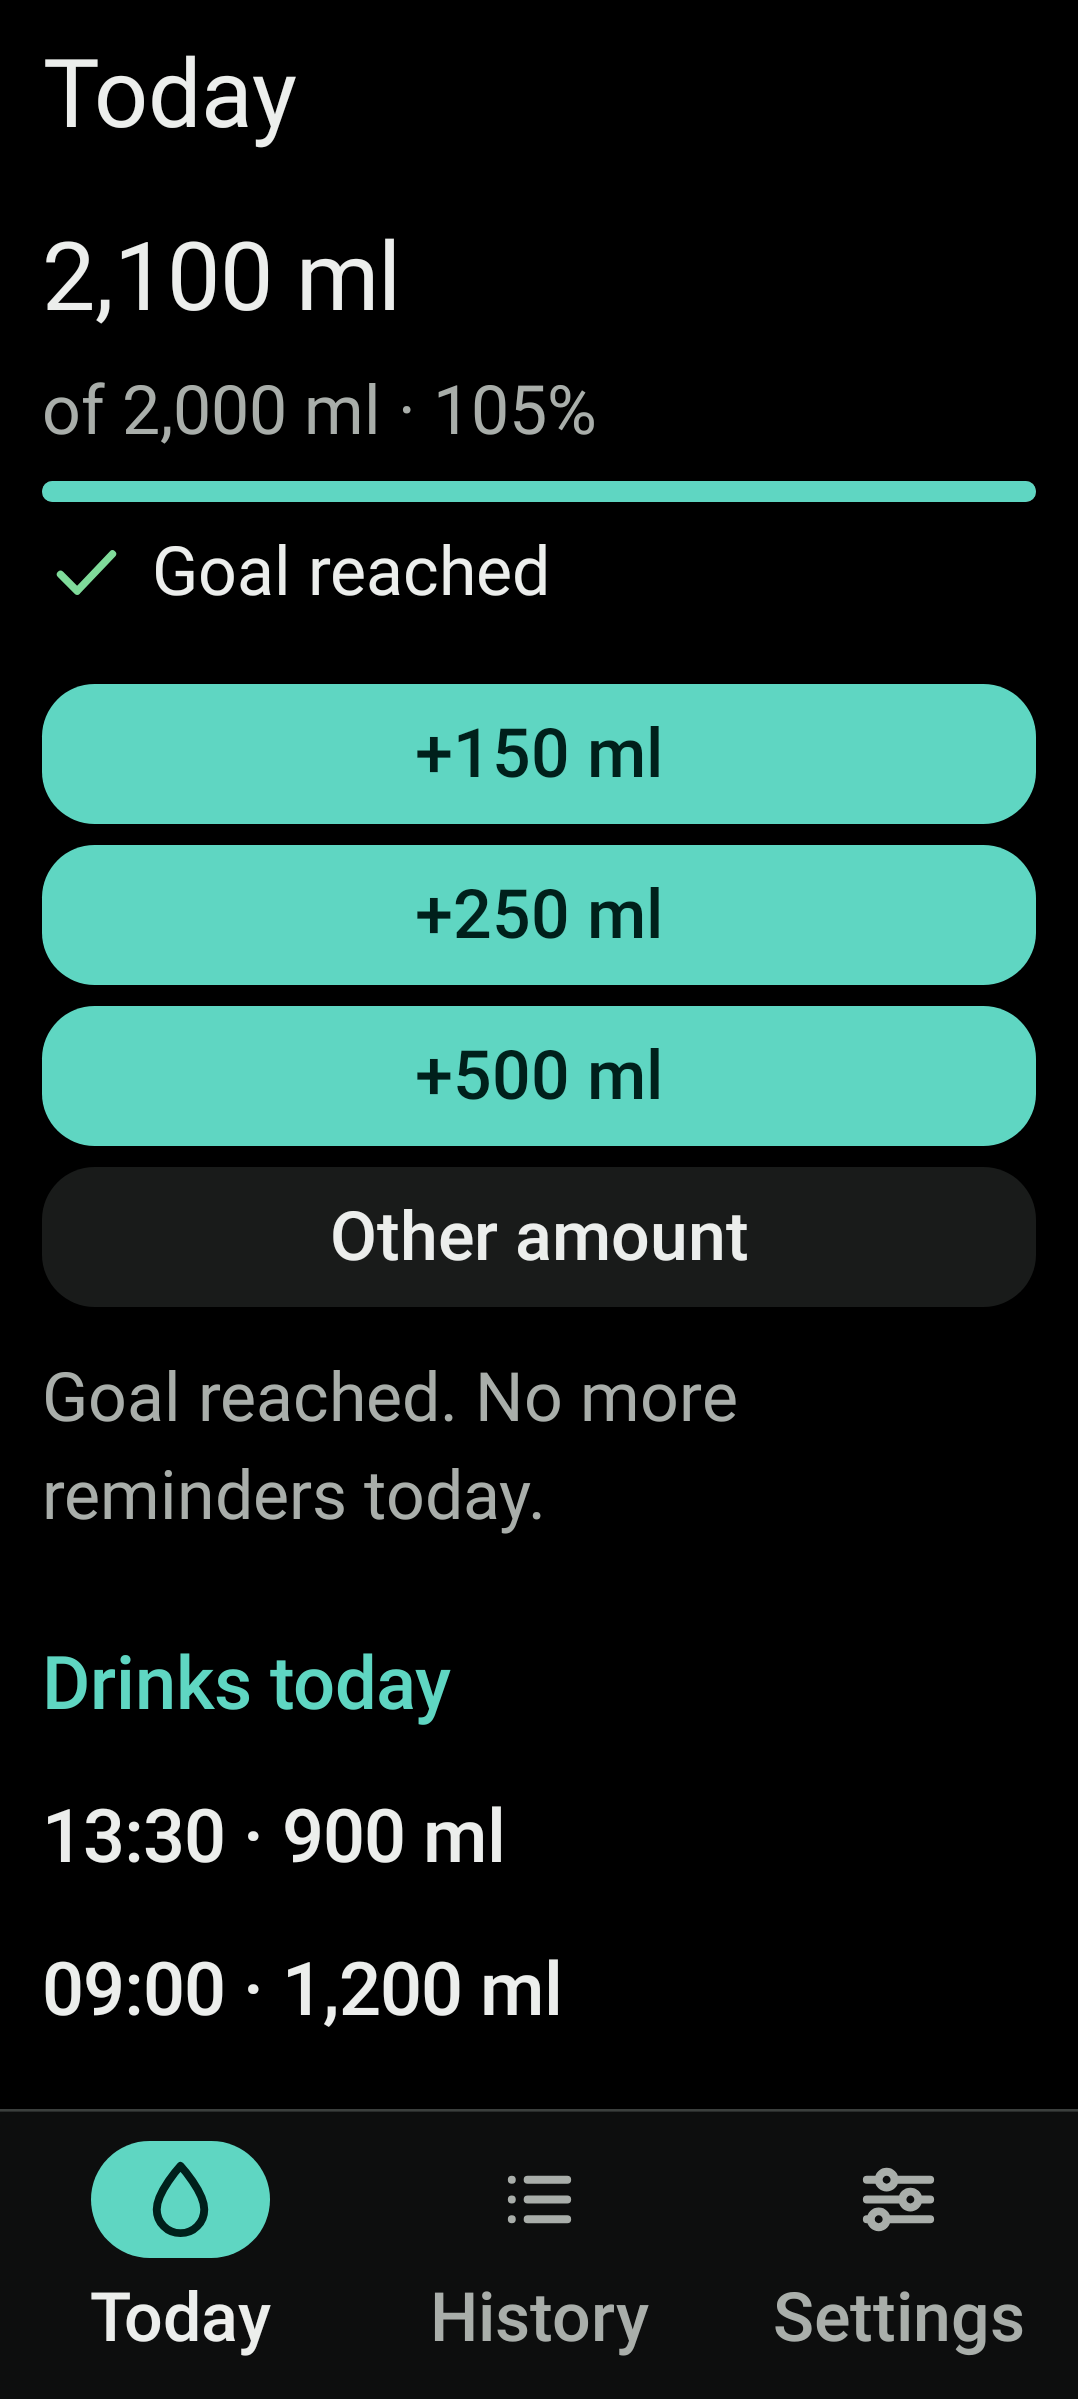 Today
2,100 ml
of 2,000 ml · 105%
Goal reached
+150 ml
+250 ml
+500 ml
Other amount
Goal reached. No more
reminders today.
Drinks today
13:30 · 900 ml
09:00 · 1,200 ml
Today
History
Settings